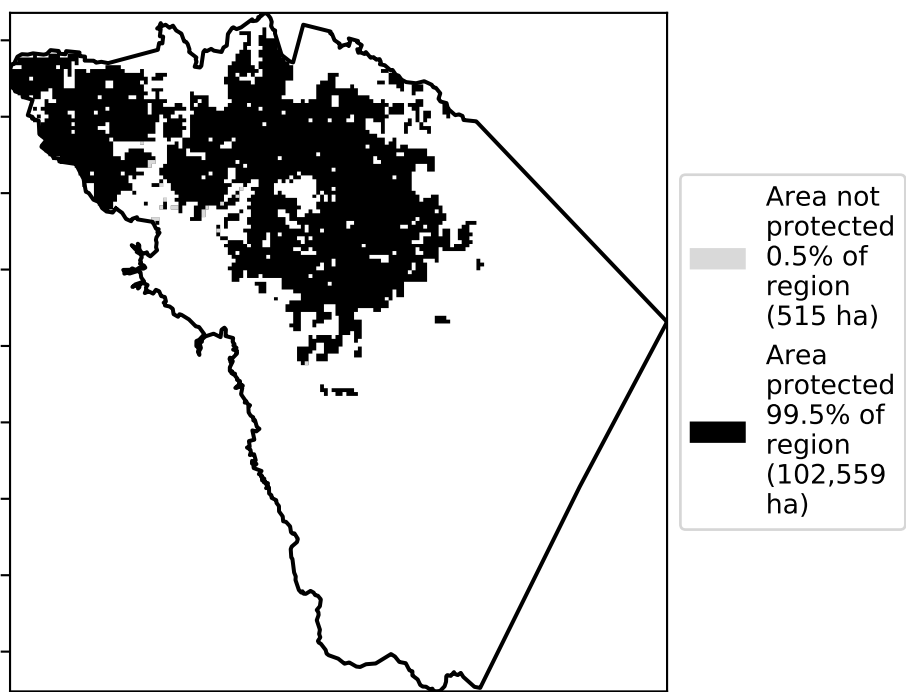 Area not
protected
0.5% of
region
(515 ha)
Area
protected
99.5% of
region
(102,559
ha)